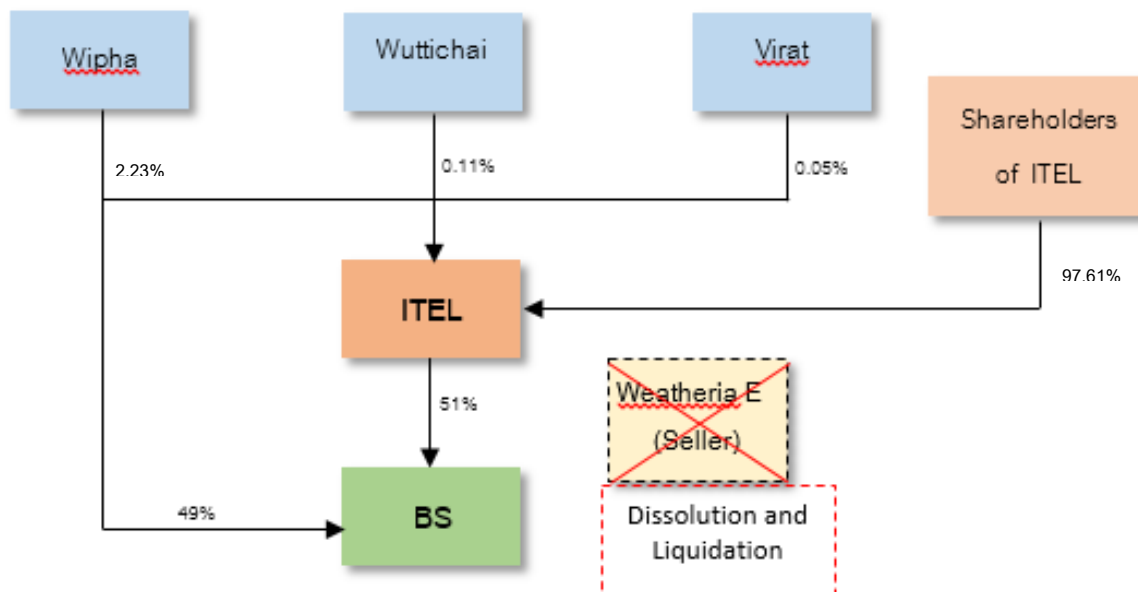 Wipha
Wuttichai
Virat
Shareholders
of ITEL
2.23%
0.11%
0.05%
97.61%
ITEL
51%
Weatheria E
(Seller)
49%
BS
Dissolution and
Liquidation